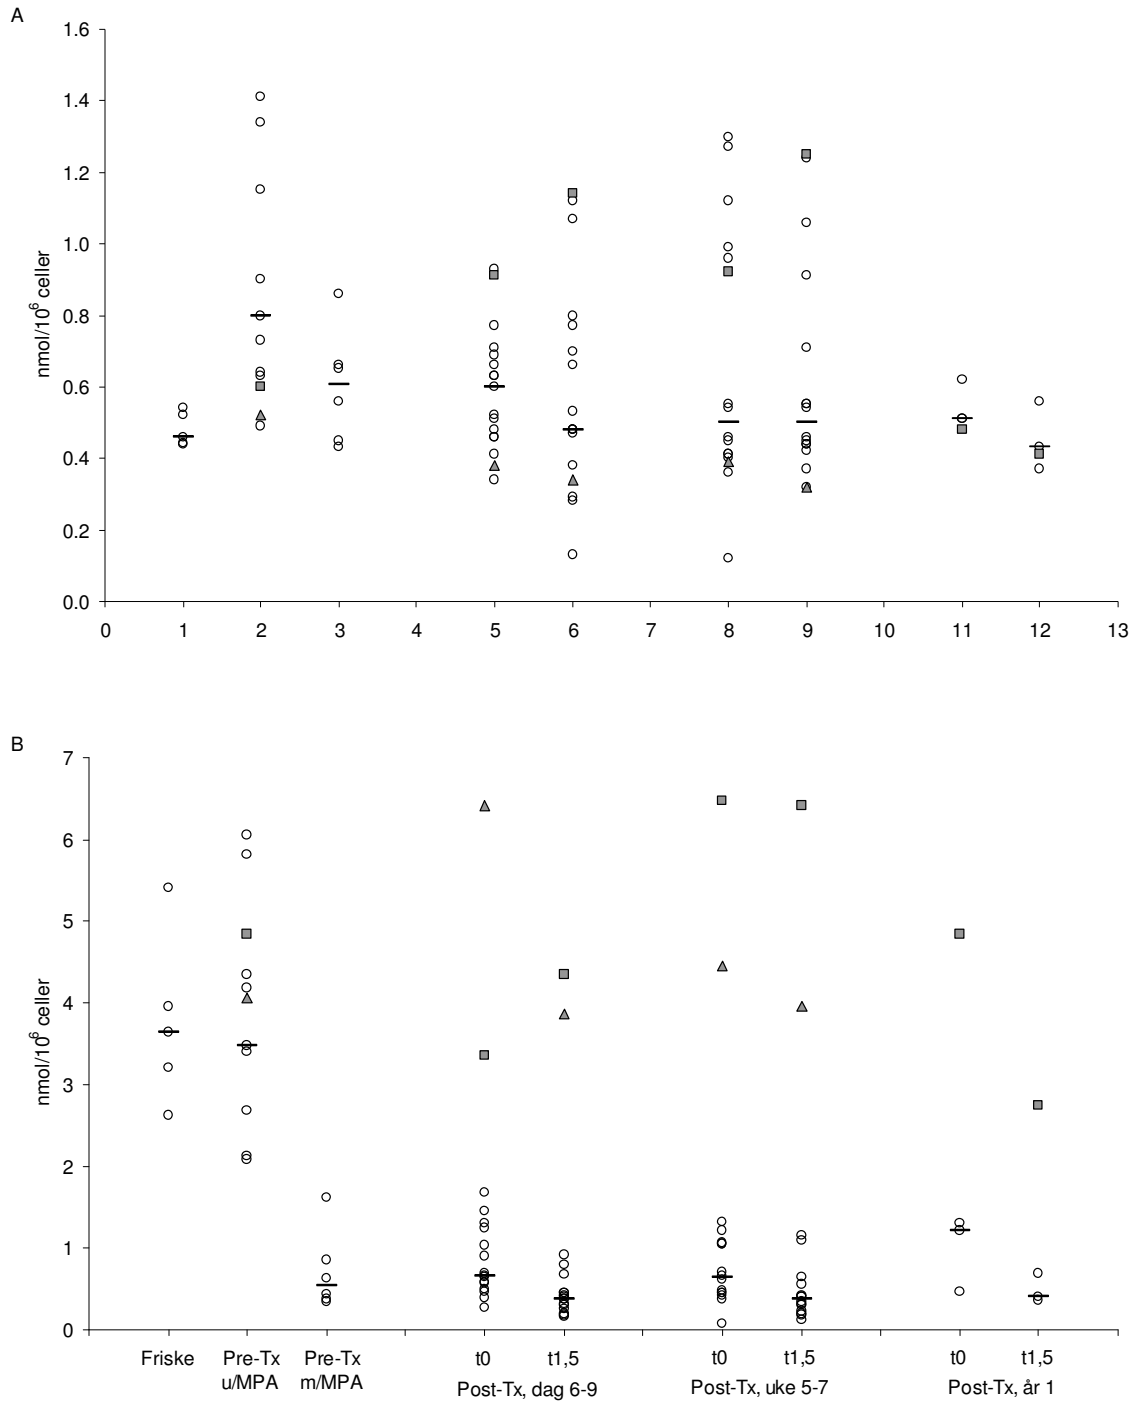 A
1.6
1.4
1.2
1.0
0.8
0.6
0.4
0.2
0.0
nmol/10⁶ celler
0 1 2 3 4 5 6 7 8 9 10 11 12 13
B
7
6
5
4
3
2
1
0
nmol/10⁶ celler
Friske Pre-Tx Pre-Tx t0 t1,5 t0 t1,5 t0 t1,5
u/MPA m/MPA Post-Tx, dag 6-9 Post-Tx, uke 5-7 Post-Tx, år 1